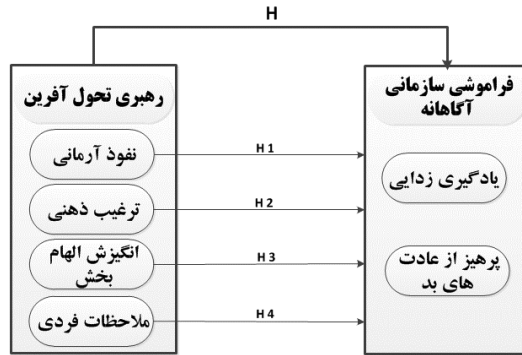 H
رهبری تحول آفرین
نفوذ آرمانی
ترغیب ذهنی
انگیزش الهام
بخش
ملاحظات فردی
H 1
H 2
H 3
H 4
فراموشی سازمانی
آگاهانه
یادگیری زدایی
پرهیز از عادت
های بد